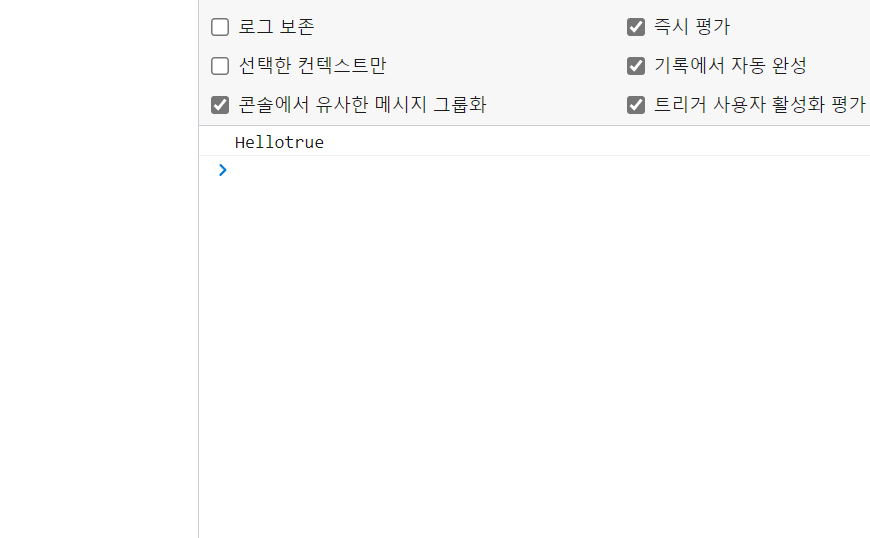 로그 보존
즉시 평가
선택한 컨텍스트만
기록에서 자동 완성
콘솔에서 유사한 메시지 그룹화
트리거 사용자 활성화 평가
Hellotrue